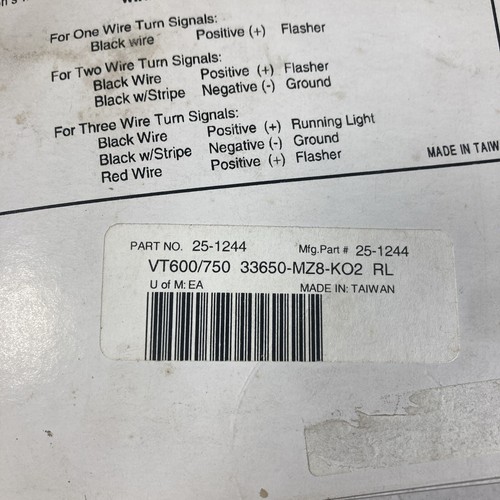 For One Wire Turn Signals:
Black wire Positive (+) Flasher
For Two Wire Turn Signals:
Black Wire Positive (+) Flasher
Black w/Stripe Negative (-) Ground
For Three Wire Turn Signals:
Black Wire Positive (+) Running Light
Black w/Stripe Negative (-) Ground
Red Wire Positive (+) Flasher
MADE IN TAIW
PART NO. 25-1244 Mfg.Part # 25-1244
VT600/750 33650-MZ8-KO2 RL
U of M: EA MADE IN: TAIWAN